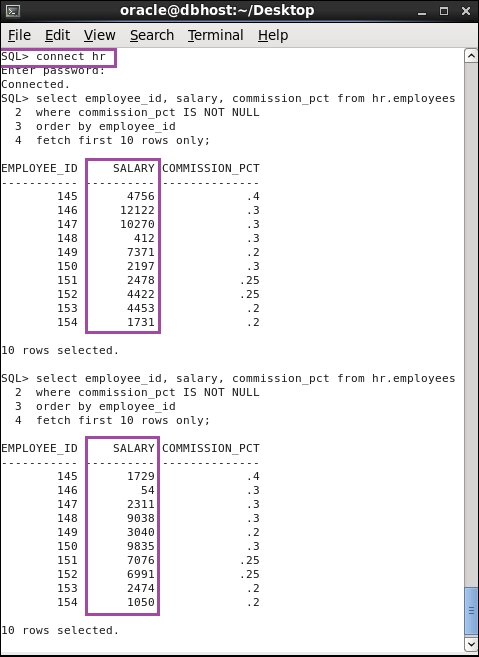 oracle@dbhost:~/Desktop
File Edit View Search Terminal Help
SQL> connect hr
Enter password:
Connected.
SQL> select employee_id, salary, commission_pct from hr.employees
2 where commission_pct IS NOT NULL
3 order by employee_id
4 fetch first 10 rows only;
EMPLOYEE_ID SALARY COMMISSION_PCT
----------- ---------- --------------
145 4756 .4
146 12122 .3
147 10270 .3
148 412 .3
149 7371 .2
150 2197 .3
151 2478 .25
152 4422 .25
153 4453 .2
154 1731 .2
10 rows selected.
SQL> select employee_id, salary, commission_pct from hr.employees
2 where commission_pct IS NOT NULL
3 order by employee_id
4 fetch first 10 rows only;
EMPLOYEE_ID SALARY COMMISSION_PCT
----------- ---------- --------------
145 1729 .4
146 54 .3
147 2311 .3
148 9038 .3
149 3040 .2
150 9835 .3
151 7076 .25
152 6991 .25
153 2474 .2
154 1050 .2
10 rows selected.